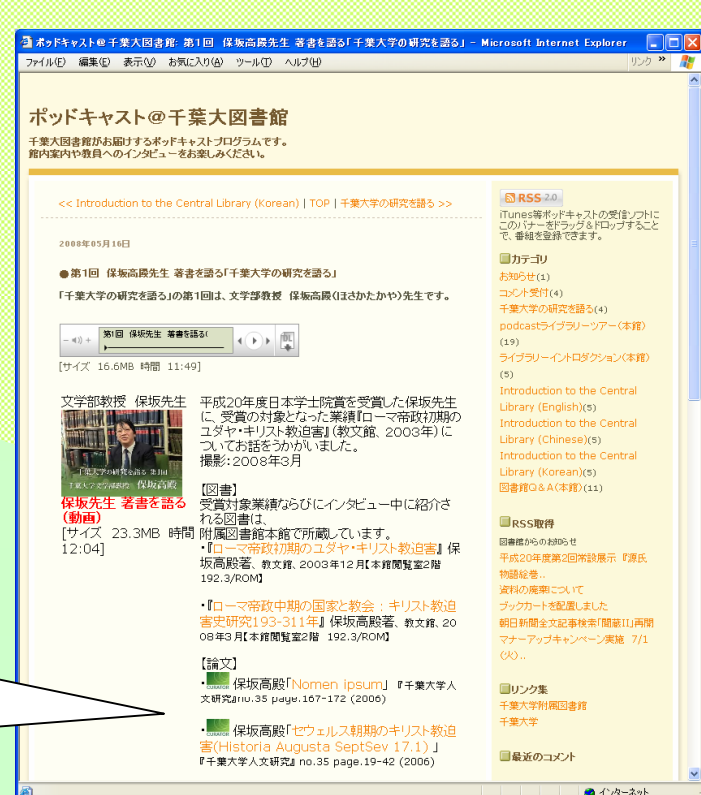 ポッドキャスト@千葉大図書館: 第1回　保坂高殿先生 著書を語る「千葉大学の研究を語る」 - Microsoft Internet Explorer
ファイル(F)　編集(E)　表示(V)　お気に入り(A)　ツール(T)　ヘルプ(H)
リンク »
ポッドキャスト@千葉大図書館
千葉大図書館がお届けするポッドキャストプログラムです。
館内案内や教員へのインタビューをお楽しみください。
<< Introduction to the Central Library (Korean) | TOP | 千葉大学の研究を語る >>
2008年05月16日
●第1回　保坂高殿先生 著書を語る「千葉大学の研究を語る」
「千葉大学の研究を語る」の第1回は、文学部教授　保坂高殿(ほさかたかや)先生です。
第1回　保坂先生　著書を語る(
DL
[サイズ　16.6MB　時間　11:49]
文学部教授　保坂先生
千葉大学の研究を語る 第1回
千葉大学文学部教授　保坂高殿
保坂先生 著書を語る
（動画）
[サイズ　23.3MB　時間
12:04]
平成20年度日本学士院賞を受賞した保坂先生
に、受賞の対象となった業績『ローマ帝政初期の
ユダヤ・キリスト教迫害』(教文館、2003年)に
ついてお話をうかがいました。
撮影：2008年3月
【図書】
受賞対象業績ならびにインタビュー中に紹介さ
れる図書は、
附属図書館本館で所蔵しています。
・『ローマ帝政初期のユダヤ・キリスト教迫害』 保
坂高殿著、教文館、2003年12月【本館閲覧室2階
192.3/ROM】
・『ローマ帝政中期の国家と教会 : キリスト教迫
害史研究193-311年』 保坂高殿著、教文館、20
08年3月【本館閲覧室2階　192.3/ROM】
【論文】
・CURATOR 保坂高殿「Nomen ipsum」 『千葉大学人
文研究』no.35 page.167-172 (2006)
・CURATOR 保坂高殿「セウェルス朝期のキリスト教迫
害(Historia Augusta SeptSev 17.1) 」
『千葉大学人文研究』 no.35 page.19-42 (2006)
RSS 2.0
iTunes等ポッドキャストの受信ソフトに
このバナーをドラッグ＆ドロップすること
で、番組を登録できます。
カテゴリ
お知らせ(1)
コメント受付(4)
千葉大学の研究を語る(4)
podcastライブラリーツアー（本館）
(19)
ライブラリーイントロダクション（本館）
(5)
Introduction to the Central
Library (English)(5)
Introduction to the Central
Library (Chinese)(5)
Introduction to the Central
Library (Korean)(5)
図書館Q＆A（本館）(11)
RSS取得
図書館からのお知らせ
平成20年度第2回常設展示 『源氏
物語絵巻..
資料の廃棄について
ブックカートを配置しました
朝日新聞全文記事検索「聞蔵II」再開
マナーアップキャンペーン実施　7/1
(火)..
リンク集
千葉大学附属図書館
千葉大学
最近のコメント
インターネット